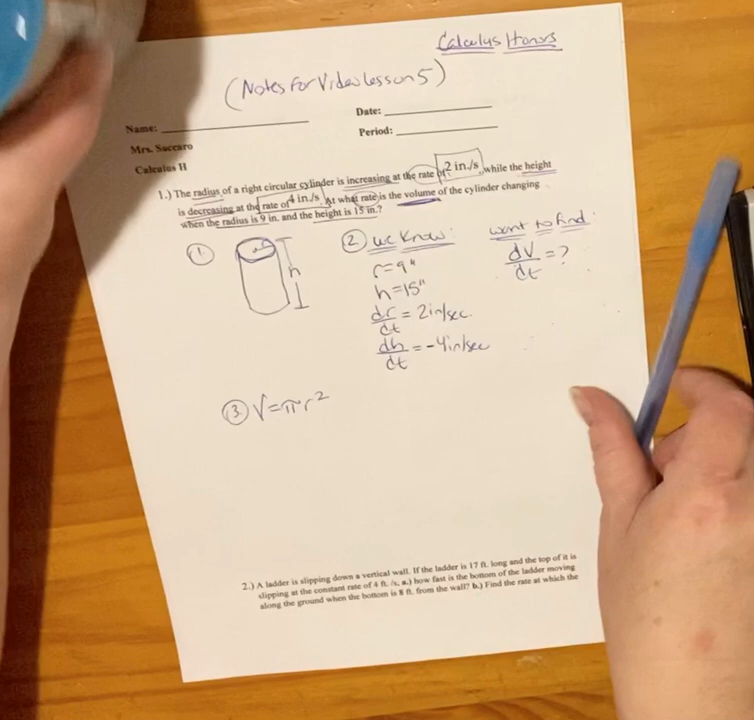 Calculus Honors
(Notes For Video Lesson 5)
Name:
Date:
Mrs. Saccaro
Period:
Calculus II
1.) The radius of a right circular cylinder is increasing at the rate of 2 in./s while the height
is decreasing at the rate of 4 in./s. At what rate is the volume of the cylinder changing
when the radius is 9 in. and the height is 15 in.?
① r h
② we know:
r=9"
h=15"
dr/dt = 2in/sec.
dh/dt = -4in/sec
want to find:
dV/dt = ?
③ V=πr²
2.) A ladder is slipping down a vertical wall. If the ladder is 17 ft. long and the top of it is
slipping at the constant rate of 4 ft. /s, a.) how fast is the bottom of the ladder moving
along the ground when the bottom is 8 ft. from the wall? b.) Find the rate at which the